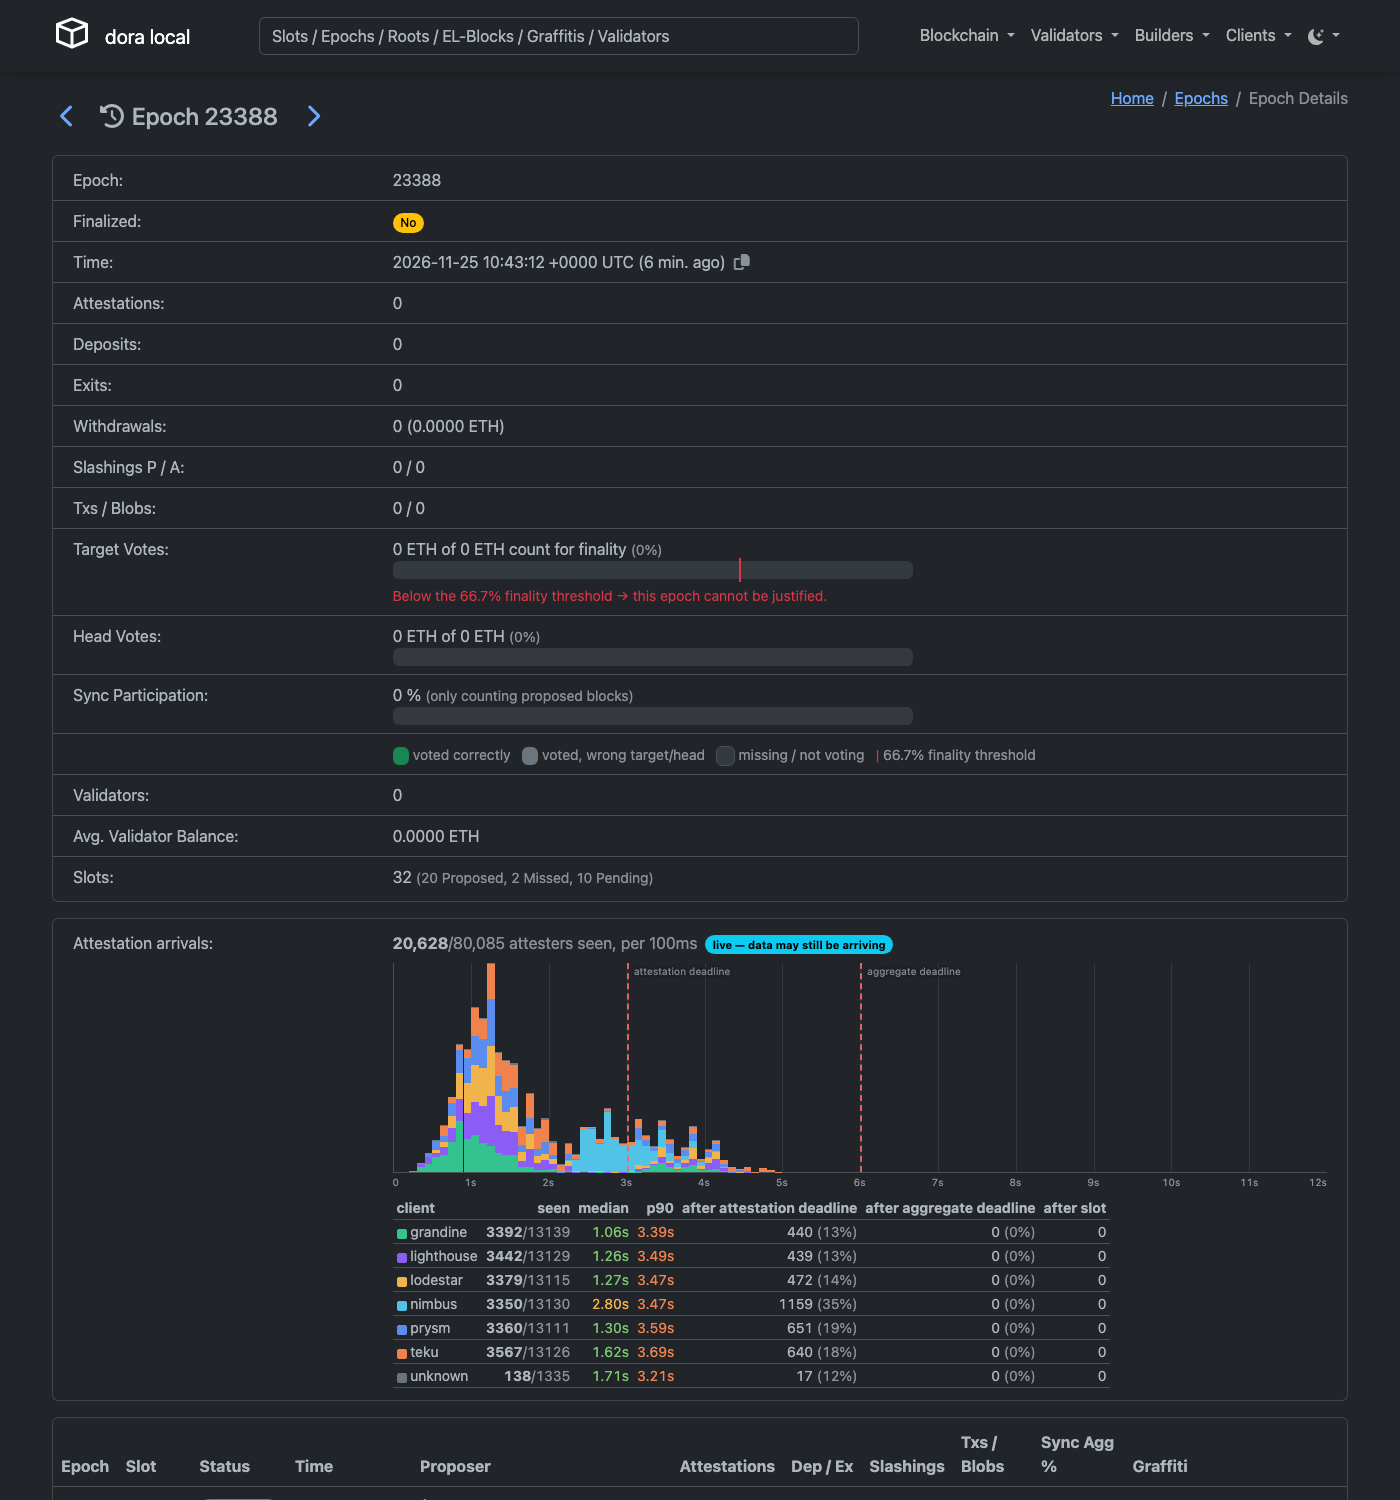 dora local
Slots / Epochs / Roots / EL-Blocks / Graffitis / Validators
Blockchain
Validators
Builders
Clients
Epoch 23388
Home / Epochs / Epoch Details
Epoch: 23388
Finalized: No
Time: 2026-11-25 10:43:12 +0000 UTC (6 min. ago)
Attestations: 0
Deposits: 0
Exits: 0
Withdrawals: 0 (0.0000 ETH)
Slashings P / A: 0 / 0
Txs / Blobs: 0 / 0
Target Votes: 0 ETH of 0 ETH count for finality (0%)
Below the 66.7% finality threshold → this epoch cannot be justified.
Head Votes: 0 ETH of 0 ETH (0%)
Sync Participation: 0 % (only counting proposed blocks)
voted correctly voted, wrong target/head missing / not voting 66.7% finality threshold
Validators: 0
Avg. Validator Balance: 0.0000 ETH
Slots: 32 (20 Proposed, 2 Missed, 10 Pending)
Attestation arrivals: 20,628/80,085 attesters seen, per 100ms live — data may still be arriving
attestation deadline aggregate deadline
0 1s 2s 3s 4s 5s 6s 7s 8s 9s 10s 11s 12s
client seen median p90 after attestation deadline after aggregate deadline after slot
grandine 3392/13139 1.06s 3.39s 440 (13%) 0 (0%) 0
lighthouse 3442/13129 1.26s 3.49s 439 (13%) 0 (0%) 0
lodestar 3379/13115 1.27s 3.47s 472 (14%) 0 (0%) 0
nimbus 3350/13130 2.80s 3.47s 1159 (35%) 0 (0%) 0
prysm 3360/13111 1.30s 3.59s 651 (19%) 0 (0%) 0
teku 3567/13126 1.62s 3.69s 640 (18%) 0 (0%) 0
unknown 138/1335 1.71s 3.21s 17 (12%) 0 (0%) 0
Epoch Slot Status Time Proposer Attestations Dep / Ex Slashings Txs / Blobs Sync Agg % Graffiti